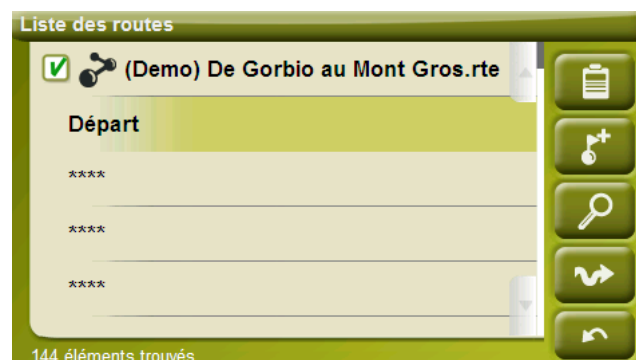 Liste des routes
(Demo) De Gorbio au Mont Gros.rte
Départ
****
****
****
144 éléments trouvés